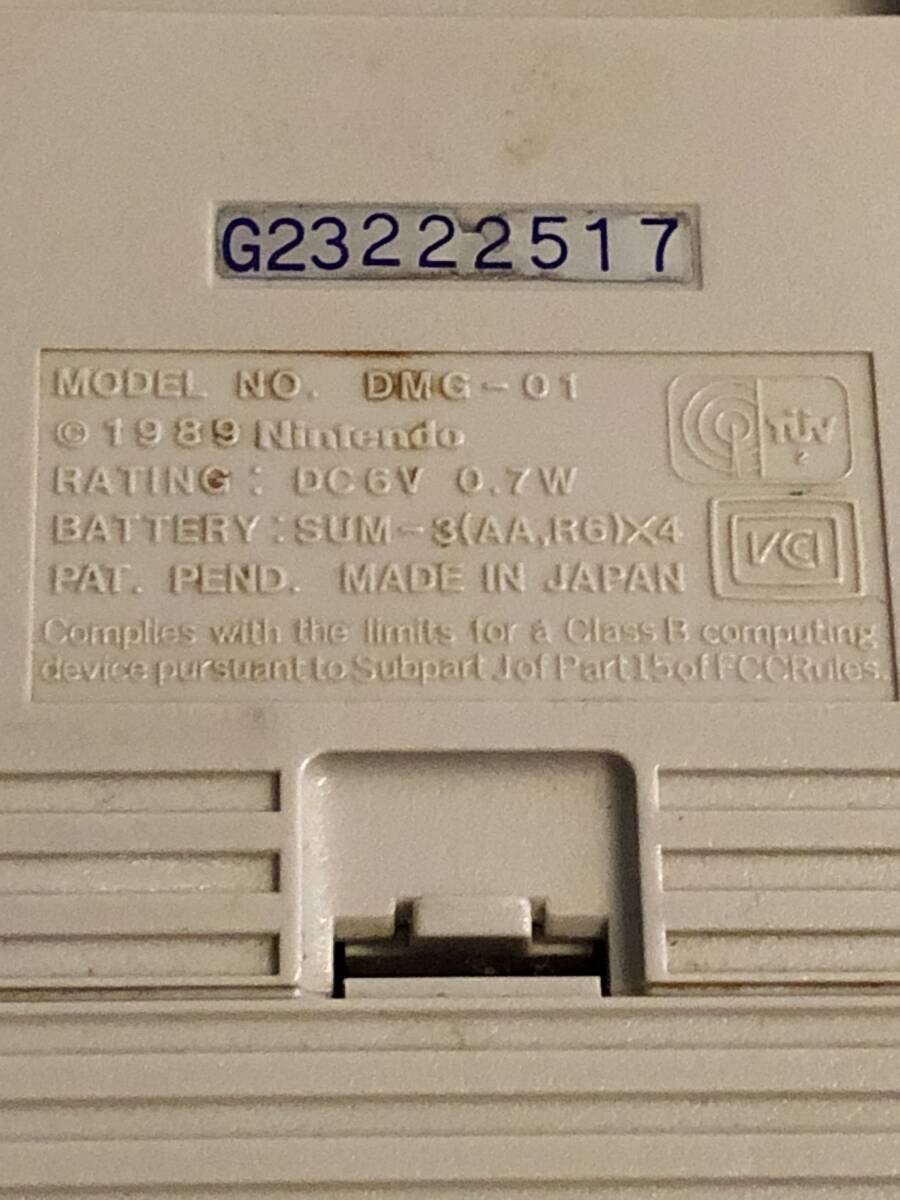 G23222517
MODEL NO. DMG-01
© 1989 Nintendo
RATING: DC6V 0.7W
BATTERY: SUM-3(AA,R6)X4
PAT. PEND. MADE IN JAPAN
TÜV
VCI
Complies with the limits for a Class B computing
device pursuant to Subpart J of Part 15 of FCC Rules.